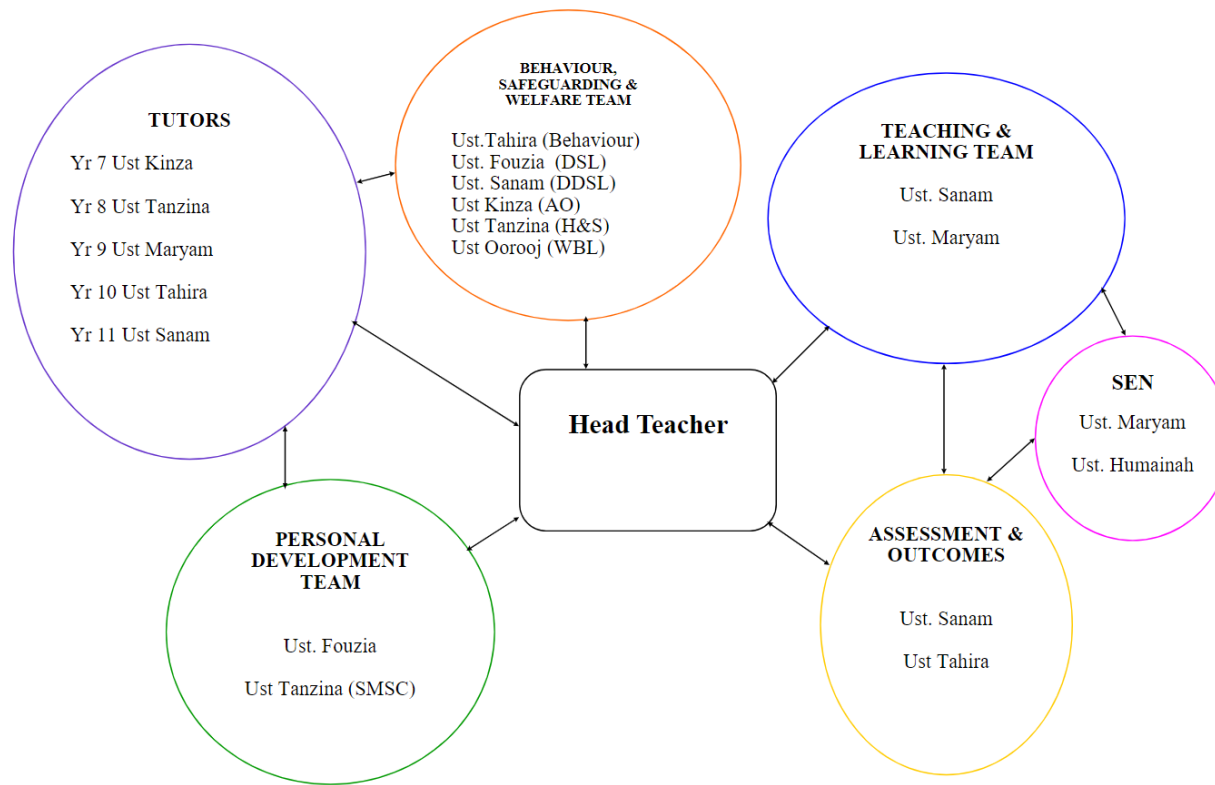 TUTORS
Yr 7 Ust Kinza
Yr 8 Ust Tanzina
Yr 9 Ust Maryam
Yr 10 Ust Tahira
Yr 11 Ust Sanam
BEHAVIOUR,
SAFEGUARDING &
WELFARE TEAM
Ust.Tahira (Behaviour)
Ust. Fouzia (DSL)
Ust. Sanam (DDSL)
Ust Kinza (AO)
Ust Tanzina (H&S)
Ust Oorooj (WBL)
TEACHING &
LEARNING TEAM
Ust. Sanam
Ust. Maryam
SEN
Ust. Maryam
Ust. Humainah
Head Teacher
PERSONAL
DEVELOPMENT
TEAM
Ust. Fouzia
Ust Tanzina (SMSC)
ASSESSMENT &
OUTCOMES
Ust. Sanam
Ust Tahira